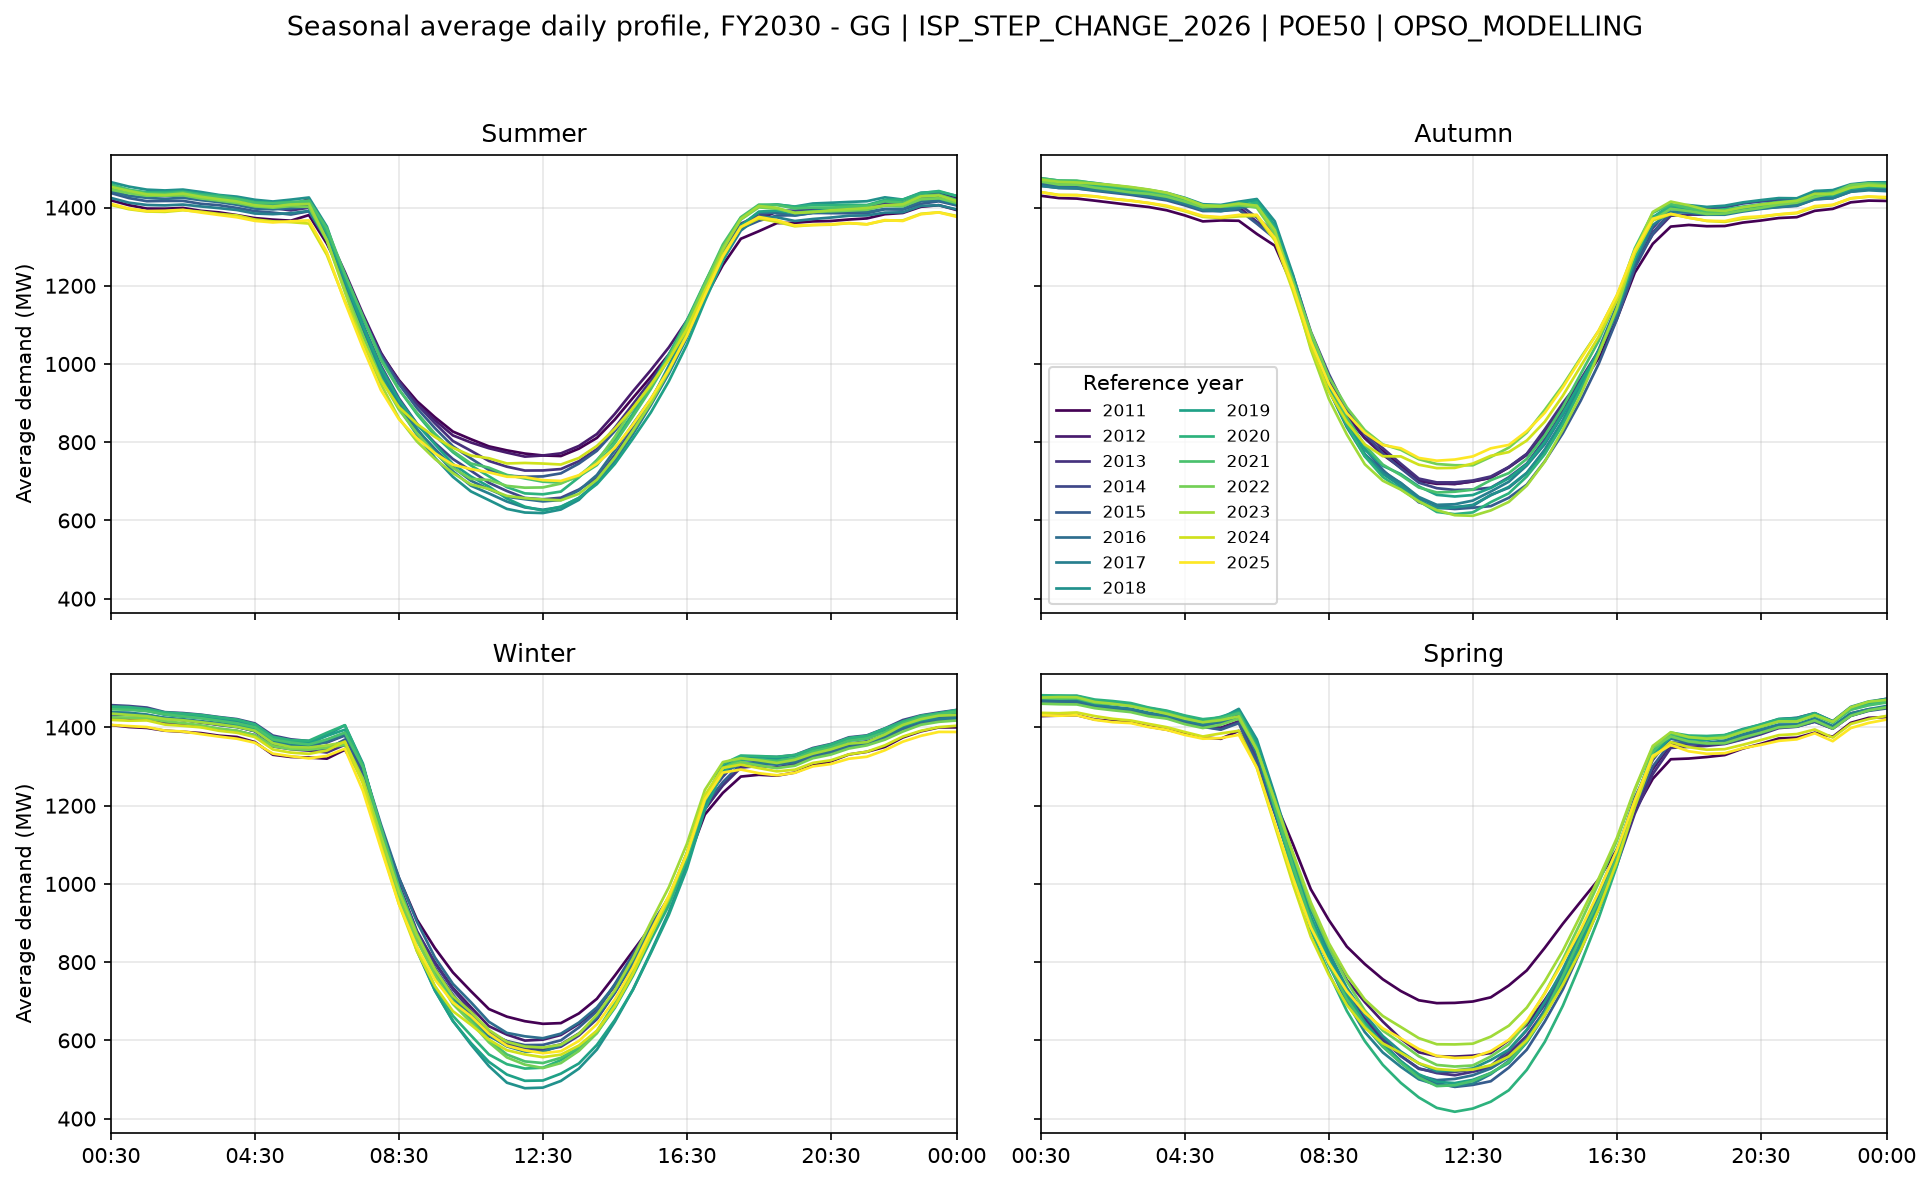 Seasonal average daily profile, FY2030 - GG | ISP_STEP_CHANGE_2026 | POE50 | OPSO_MODELLING
Summer
Average demand (MW)
1400
1200
1000
800
600
400
Autumn
Reference year
2011 2019
2012 2020
2013 2021
2014 2022
2015 2023
2016 2024
2017 2025
2018
Winter
Average demand (MW)
1400
1200
1000
800
600
400
00:30 04:30 08:30 12:30 16:30 20:30 00:00
Spring
00:30 04:30 08:30 12:30 16:30 20:30 00:00